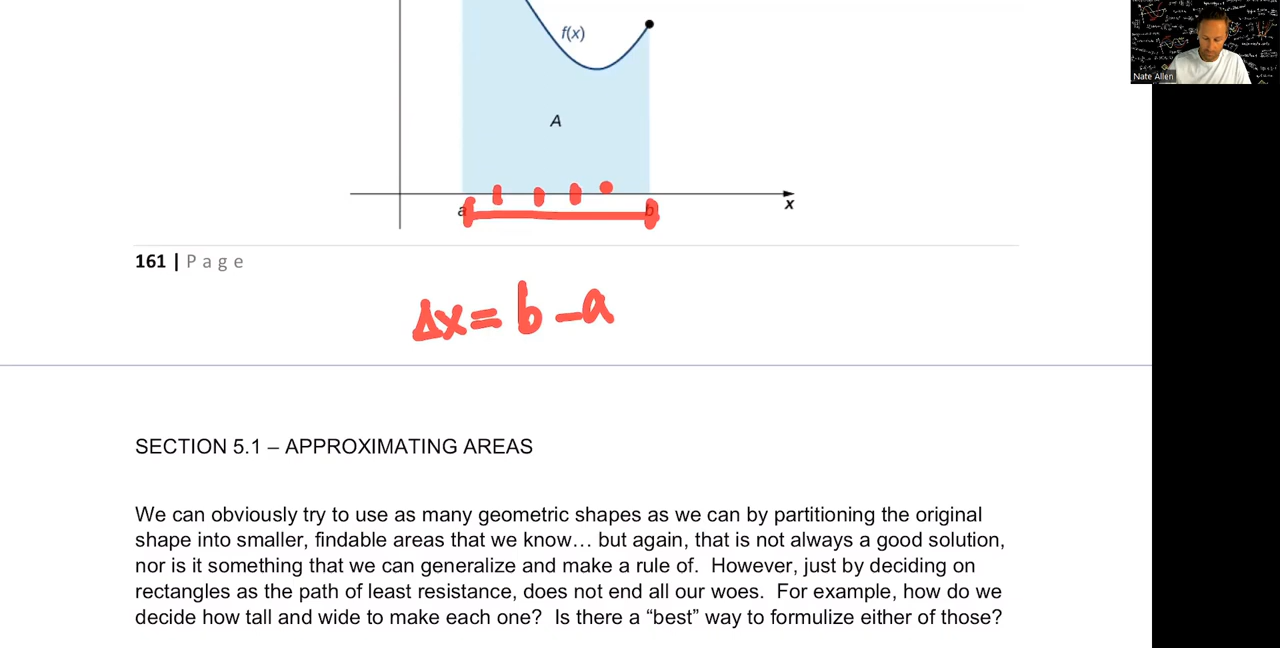 f(x)
Nate Allen
A
a
b
x
161 | Page
Δx = b - a
SECTION 5.1 – APPROXIMATING AREAS
We can obviously try to use as many geometric shapes as we can by partitioning the original
shape into smaller, findable areas that we know… but again, that is not always a good solution,
nor is it something that we can generalize and make a rule of. However, just by deciding on
rectangles as the path of least resistance, does not end all our woes. For example, how do we
decide how tall and wide to make each one? Is there a “best” way to formulize either of those?